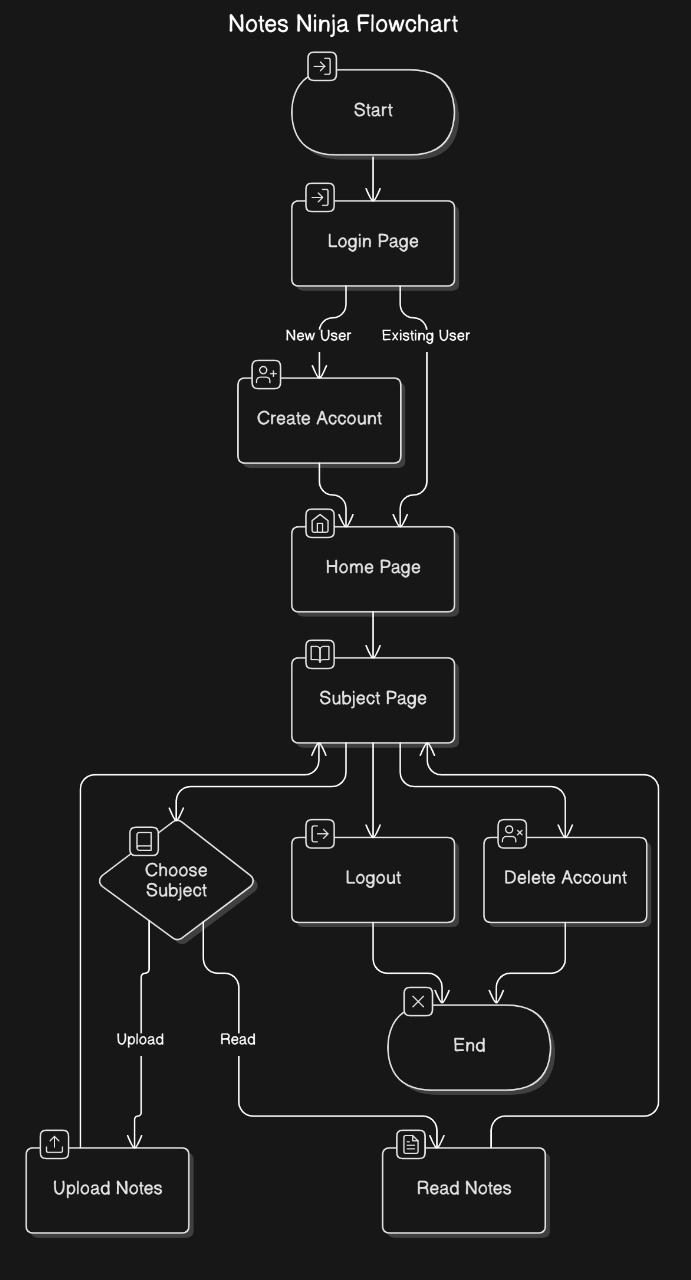 Notes Ninja Flowchart
Start
Login Page
New User
Existing User
Create Account
Home Page
Subject Page
Choose
Subject
Logout
Delete Account
Upload
Read
End
Upload Notes
Read Notes